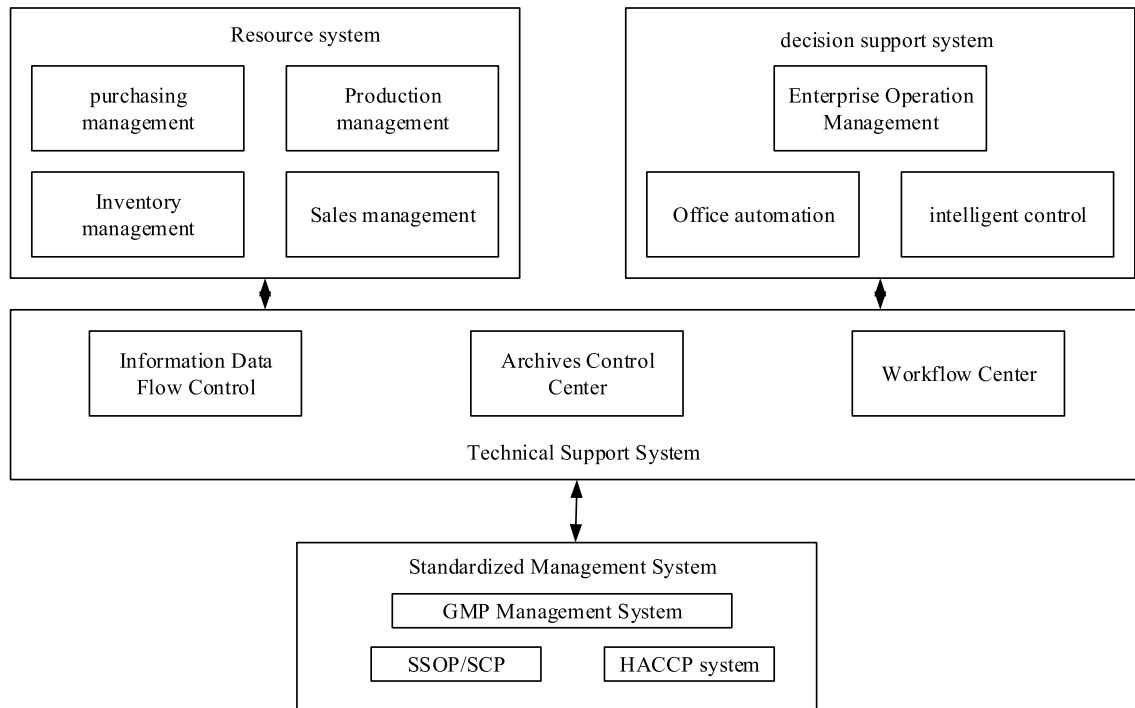 Resource system
purchasing
management
Production
management
Inventory
management
Sales management
decision support system
Enterprise Operation
Management
Office automation
intelligent control
Information Data
Flow Control
Archives Control
Center
Workflow Center
Technical Support System
Standardized Management System
GMP Management System
SSOP/SCP
HACCP system